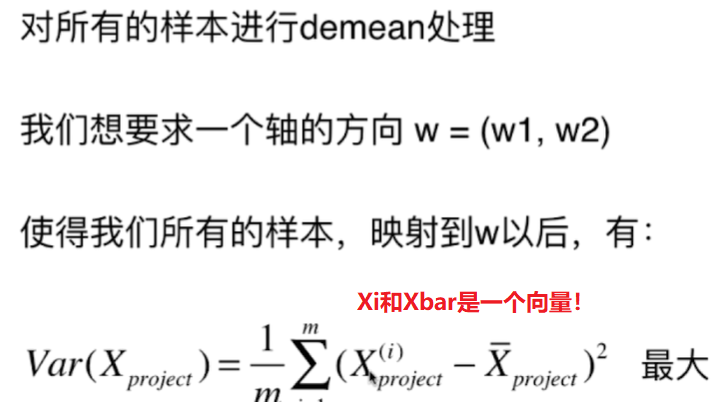 对所有的样本进行demean处理
我们想要求一个轴的方向 w = (w1, w2)
使得我们所有的样本，映射到w以后，有：
Xi和Xbar是一个向量！
Var(X_{project}) = \frac{1}{m} \sum^{m} (X_{project}^{(i)} - \bar{X}_{project})^2 最大